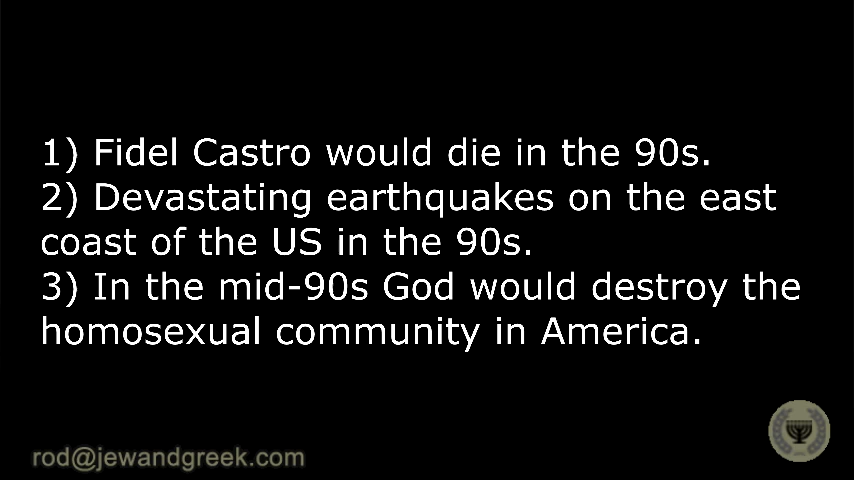 1) Fidel Castro would die in the 90s.
2) Devastating earthquakes on the east
coast of the US in the 90s.
3) In the mid-90s God would destroy the
homosexual community in America.
rod@jewandgreek.com